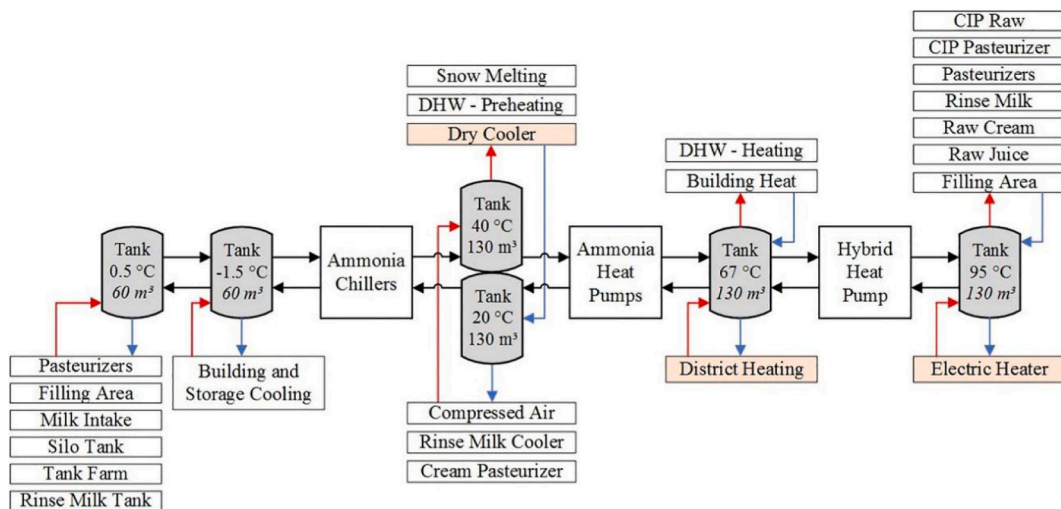 CIP Raw
CIP Pasteurizer
Pasteurizers
Rinse Milk
Raw Cream
Raw Juice
Filling Area
Snow Melting
DHW - Preheating
Dry Cooler
DHW - Heating
Building Heat
Tank
0.5 °C
60 m³
Tank
-1.5 °C
60 m³
Ammonia
Chillers
Tank
40 °C
130 m³
Tank
20 °C
130 m³
Ammonia
Heat
Pumps
Tank
67 °C
130 m³
Hybrid
Heat
Pump
Tank
95 °C
130 m³
Pasteurizers
Filling Area
Milk Intake
Silo Tank
Tank Farm
Rinse Milk Tank
Building and
Storage Cooling
Compressed Air
Rinse Milk Cooler
Cream Pasteurizer
District Heating
Electric Heater